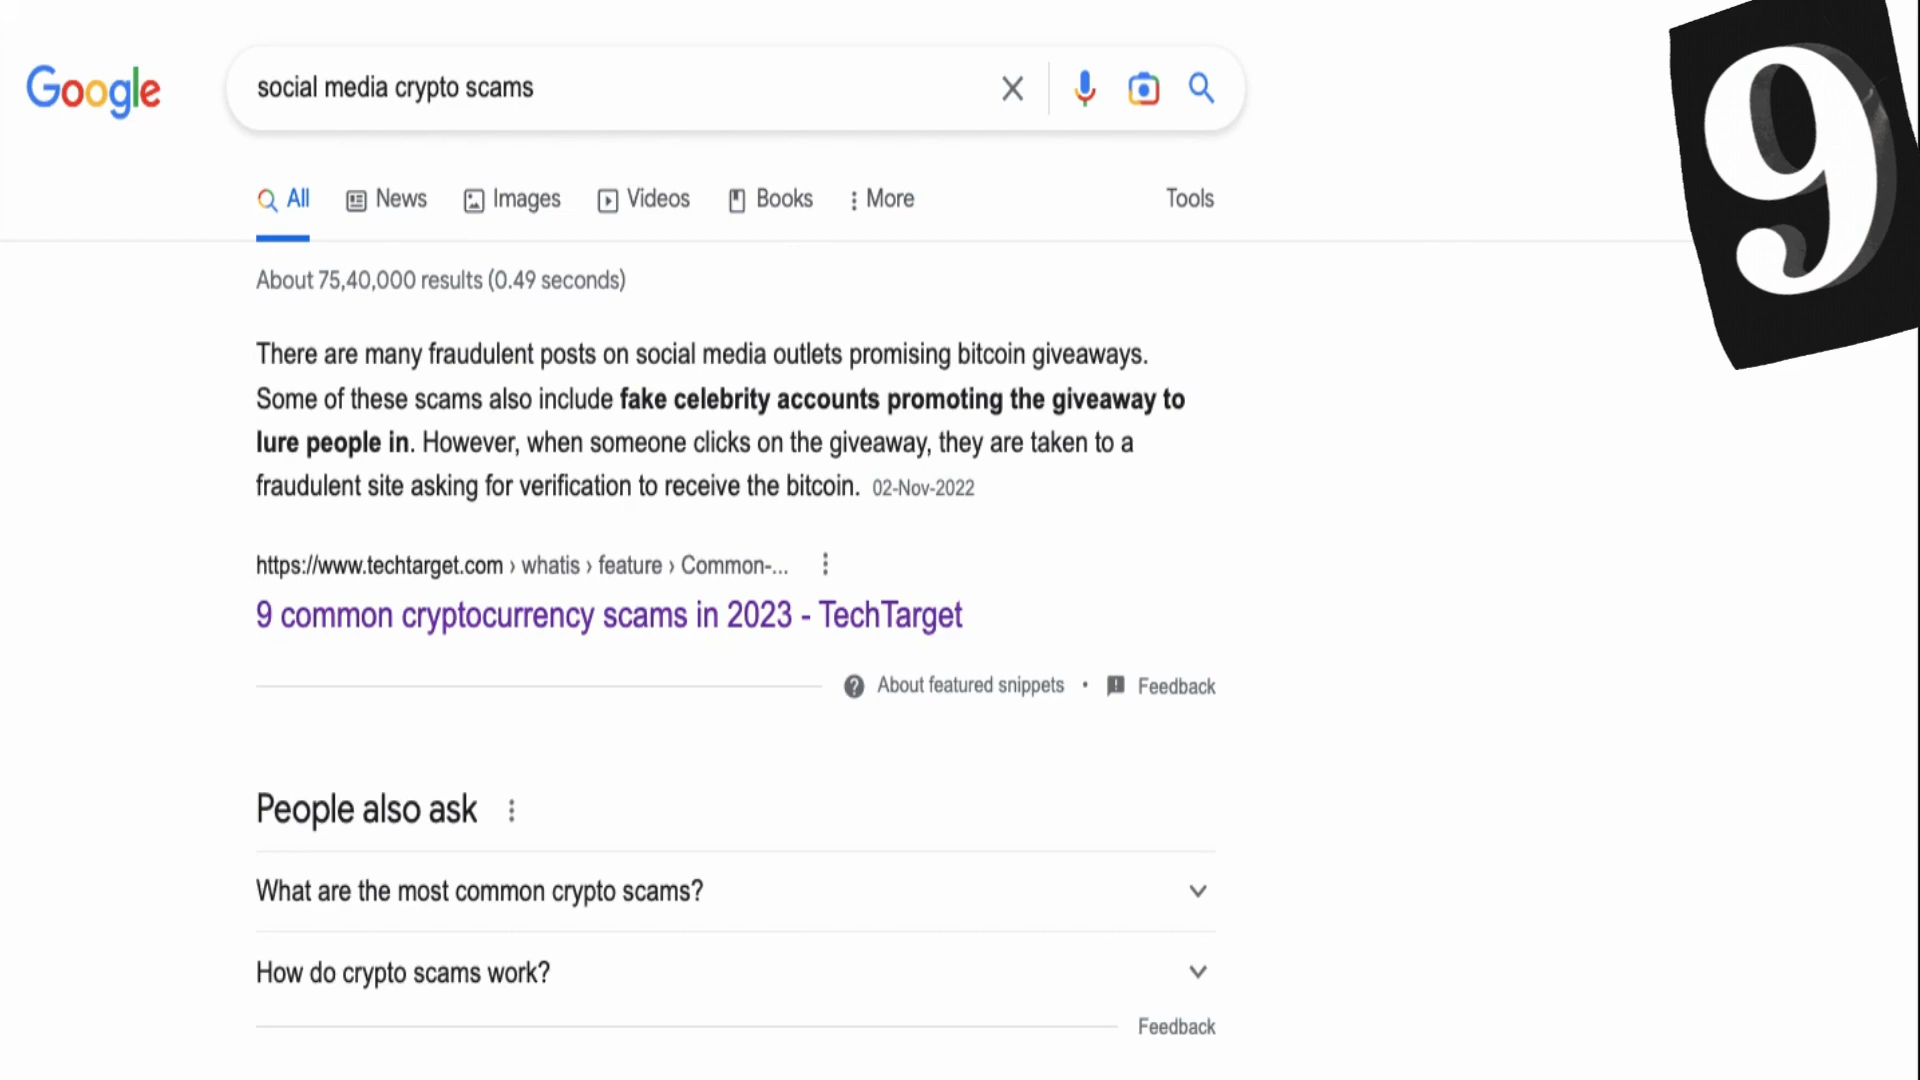 Google
social media crypto scams
All News Images Videos Books More Tools
About 75,40,000 results (0.49 seconds)
There are many fraudulent posts on social media outlets promising bitcoin giveaways.
Some of these scams also include fake celebrity accounts promoting the giveaway to
lure people in. However, when someone clicks on the giveaway, they are taken to a
fraudulent site asking for verification to receive the bitcoin. 02-Nov-2022
https://www.techtarget.com › whatis › feature › Common-...
9 common cryptocurrency scams in 2023 - TechTarget
About featured snippets • Feedback
People also ask
What are the most common crypto scams?
How do crypto scams work?
Feedback
9